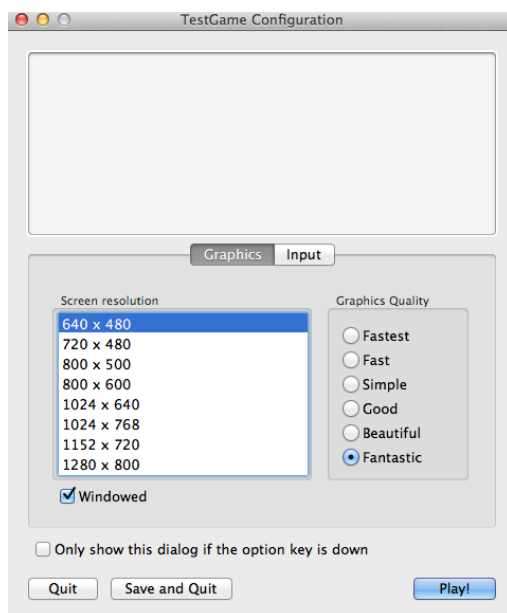 TestGame Configuration
Graphics Input
Screen resolution
640 x 480
720 x 480
800 x 500
800 x 600
1024 x 640
1024 x 768
1152 x 720
1280 x 800
Windowed
Graphics Quality
Fastest
Fast
Simple
Good
Beautiful
Fantastic
Only show this dialog if the option key is down
Quit Save and Quit Play!